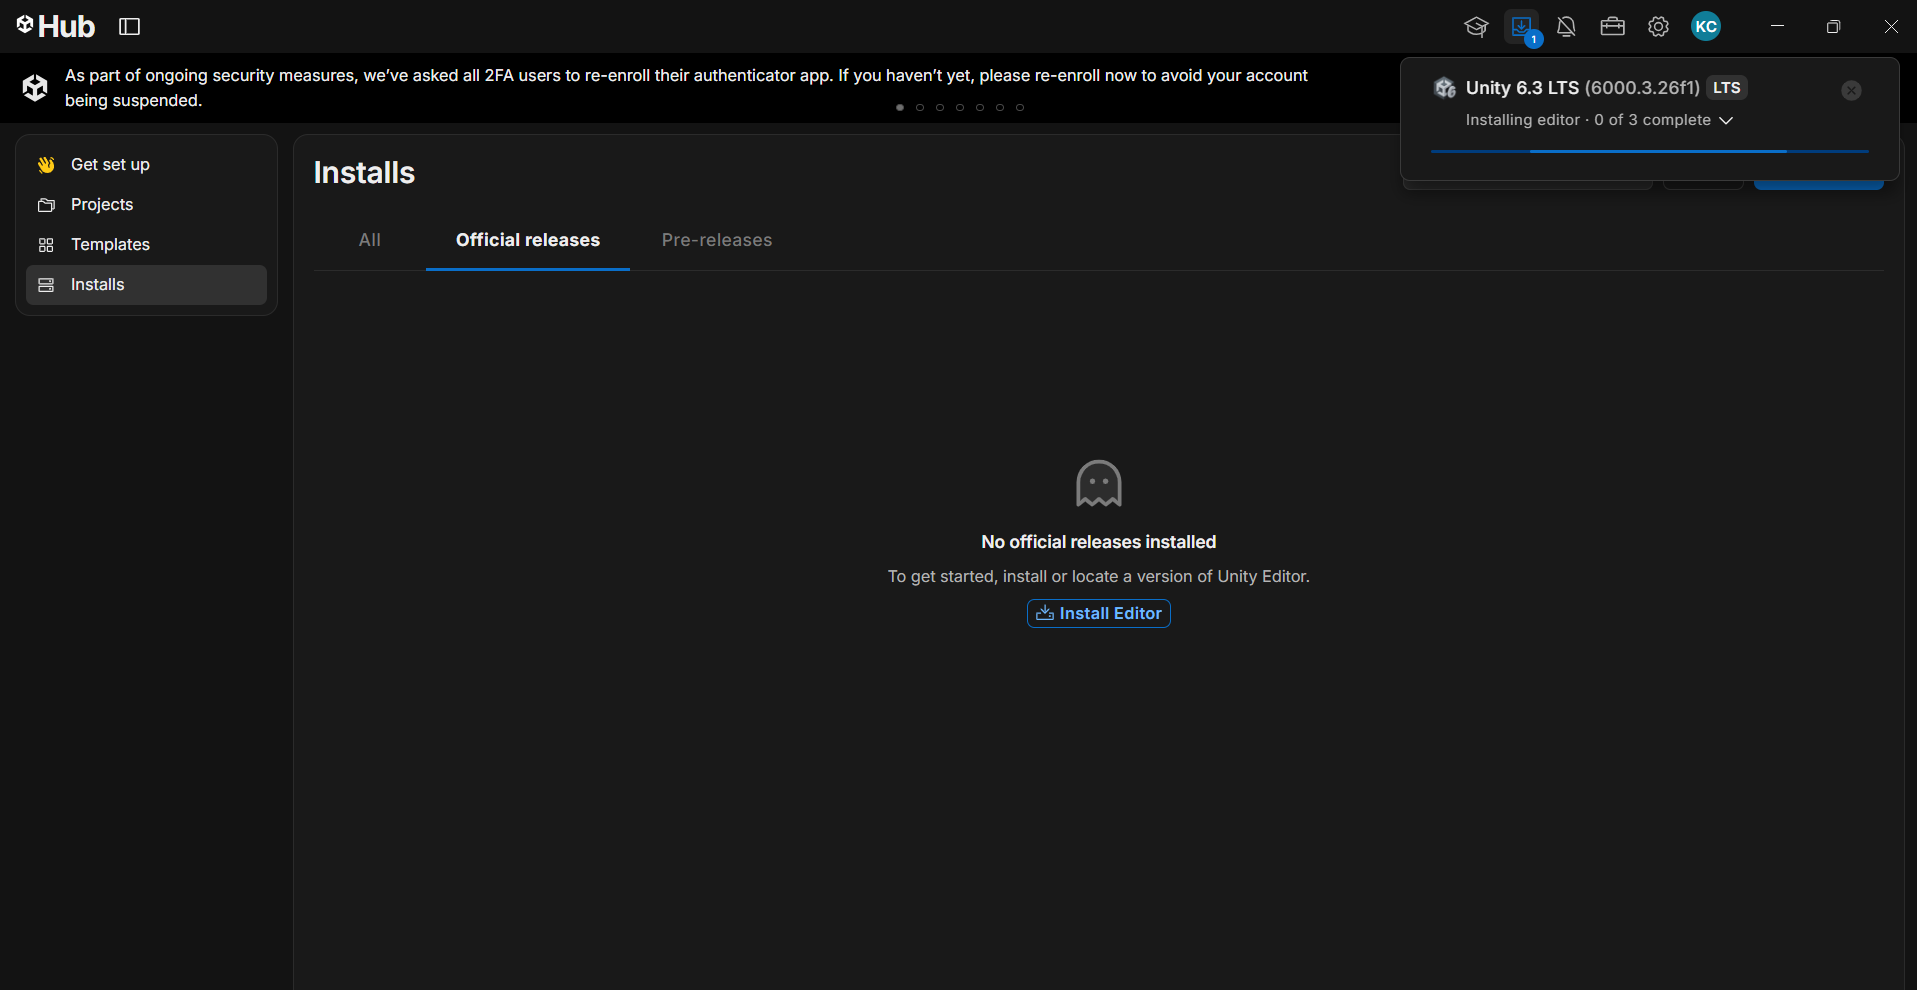 Hub
1
KC
As part of ongoing security measures, we've asked all 2FA users to re-enroll their authenticator app. If you haven't yet, please re-enroll now to avoid your account
being suspended.
Unity 6.3 LTS (6000.3.26f1) LTS
Installing editor · 0 of 3 complete
Get set up
Projects
Templates
Installs
Installs
All
Official releases
Pre-releases
No official releases installed
To get started, install or locate a version of Unity Editor.
Install Editor